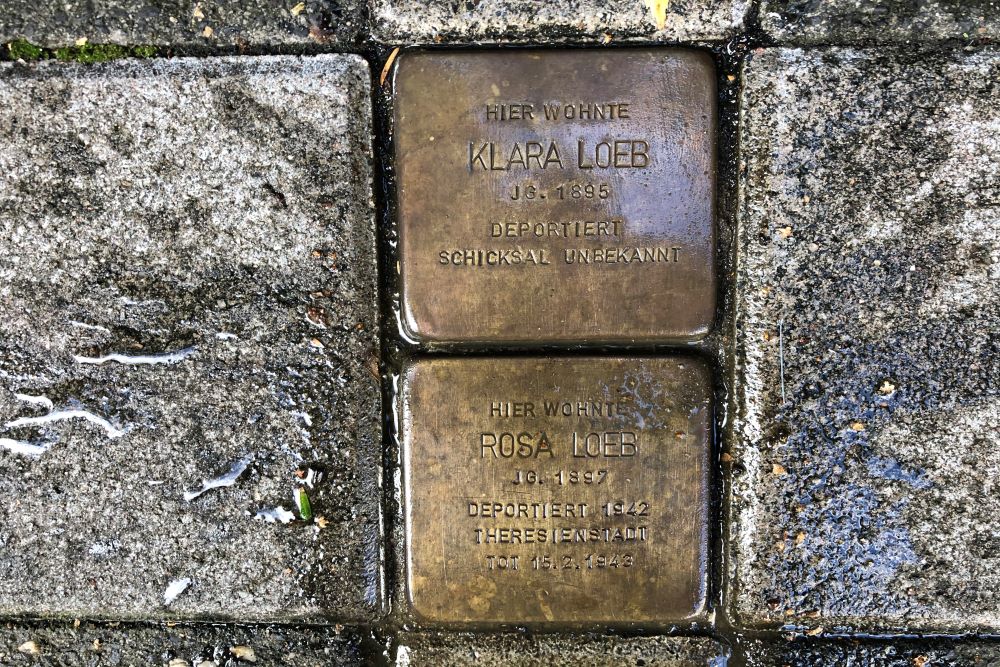 HIER WOHNTE
KLARA LOEB
JG. 1895
DEPORTIERT
SCHICKSAL UNBEKANNT
HIER WOHNTE
ROSA LOEB
JG. 1897
DEPORTIERT 1942
THERESIENSTADT
TOT 15.2.1943